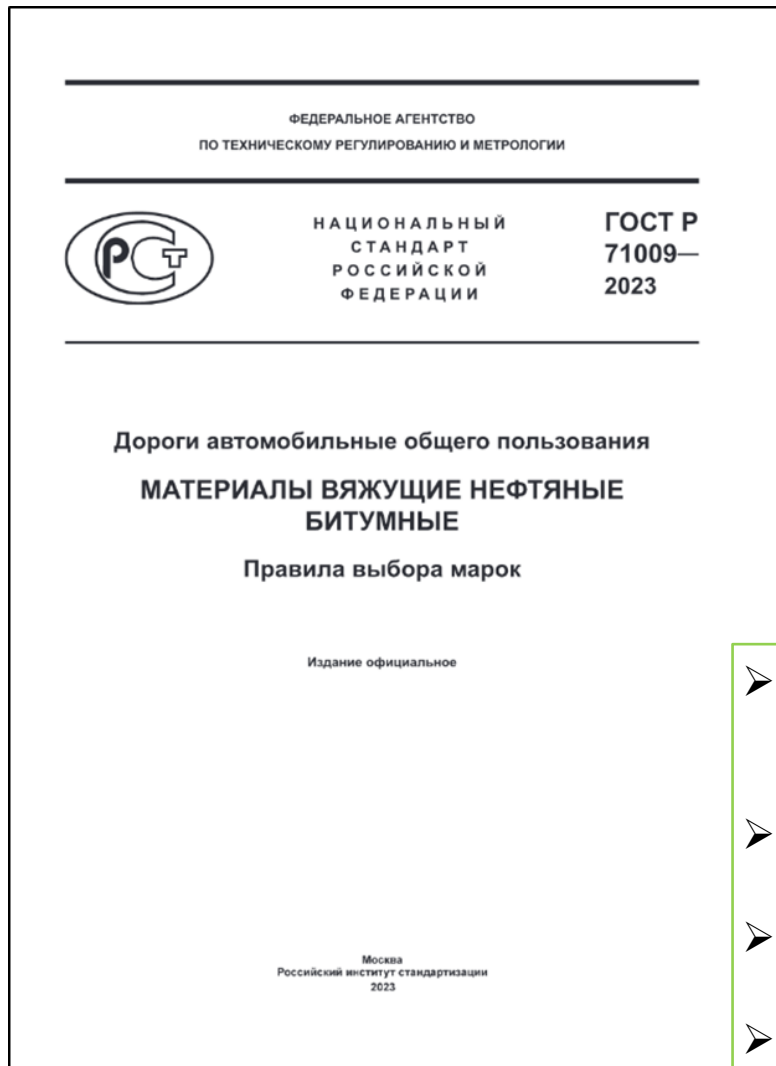 ФЕДЕРАЛЬНОЕ АГЕНТСТВО
ПО ТЕХНИЧЕСКОМУ РЕГУЛИРОВАНИЮ И МЕТРОЛОГИИ
РСТ
НАЦИОНАЛЬНЫЙ
СТАНДАРТ
РОССИЙСКОЙ
ФЕДЕРАЦИИ
ГОСТ Р
71009—
2023
Дороги автомобильные общего пользования
МАТЕРИАЛЫ ВЯЖУЩИЕ НЕФТЯНЫЕ
БИТУМНЫЕ
Правила выбора марок
Издание официальное
Москва
Российский институт стандартизации
2023